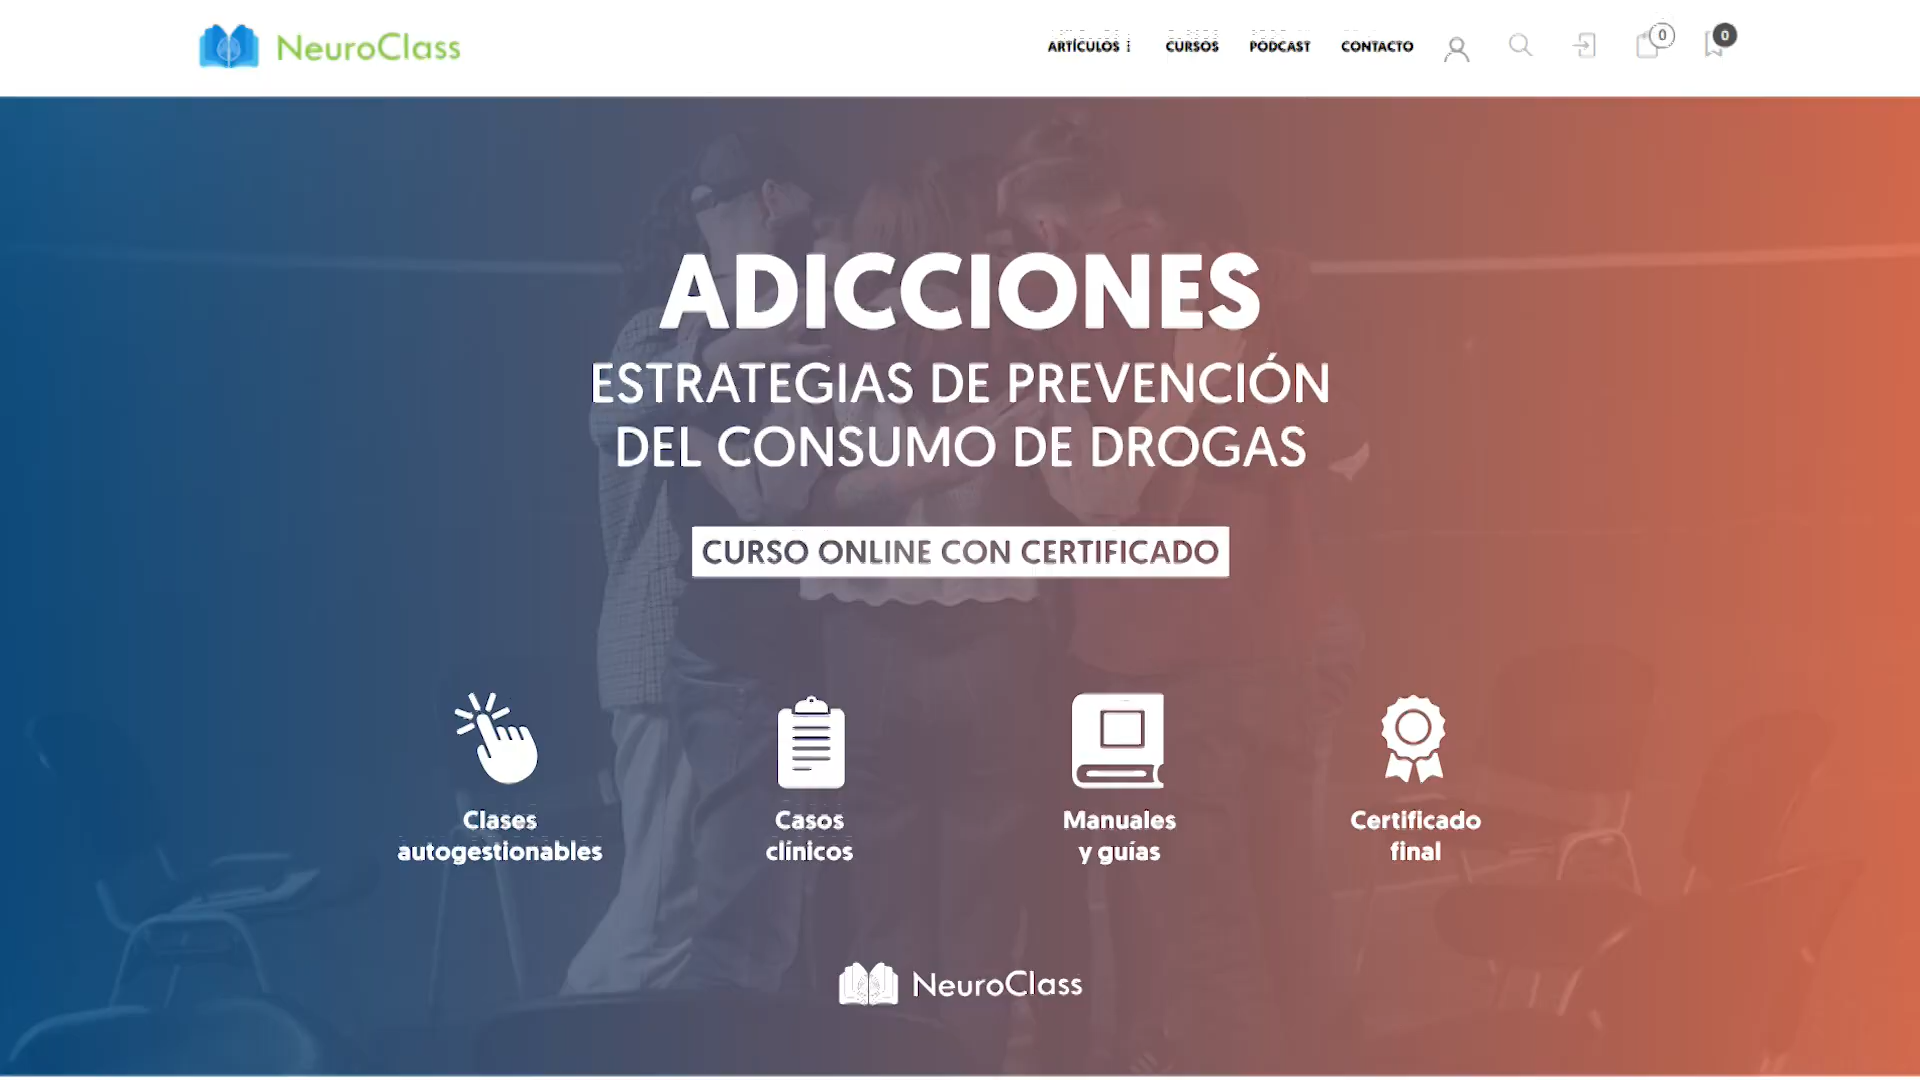 NeuroClass
ARTÍCULOS CURSOS PODCAST CONTACTO 0 0
ADICCIONES
ESTRATEGIAS DE PREVENCIÓN
DEL CONSUMO DE DROGAS
CURSO ONLINE CON CERTIFICADO
Clases
autogestionables
Casos
clínicos
Manuales
y guías
Certificado
final
NeuroClass